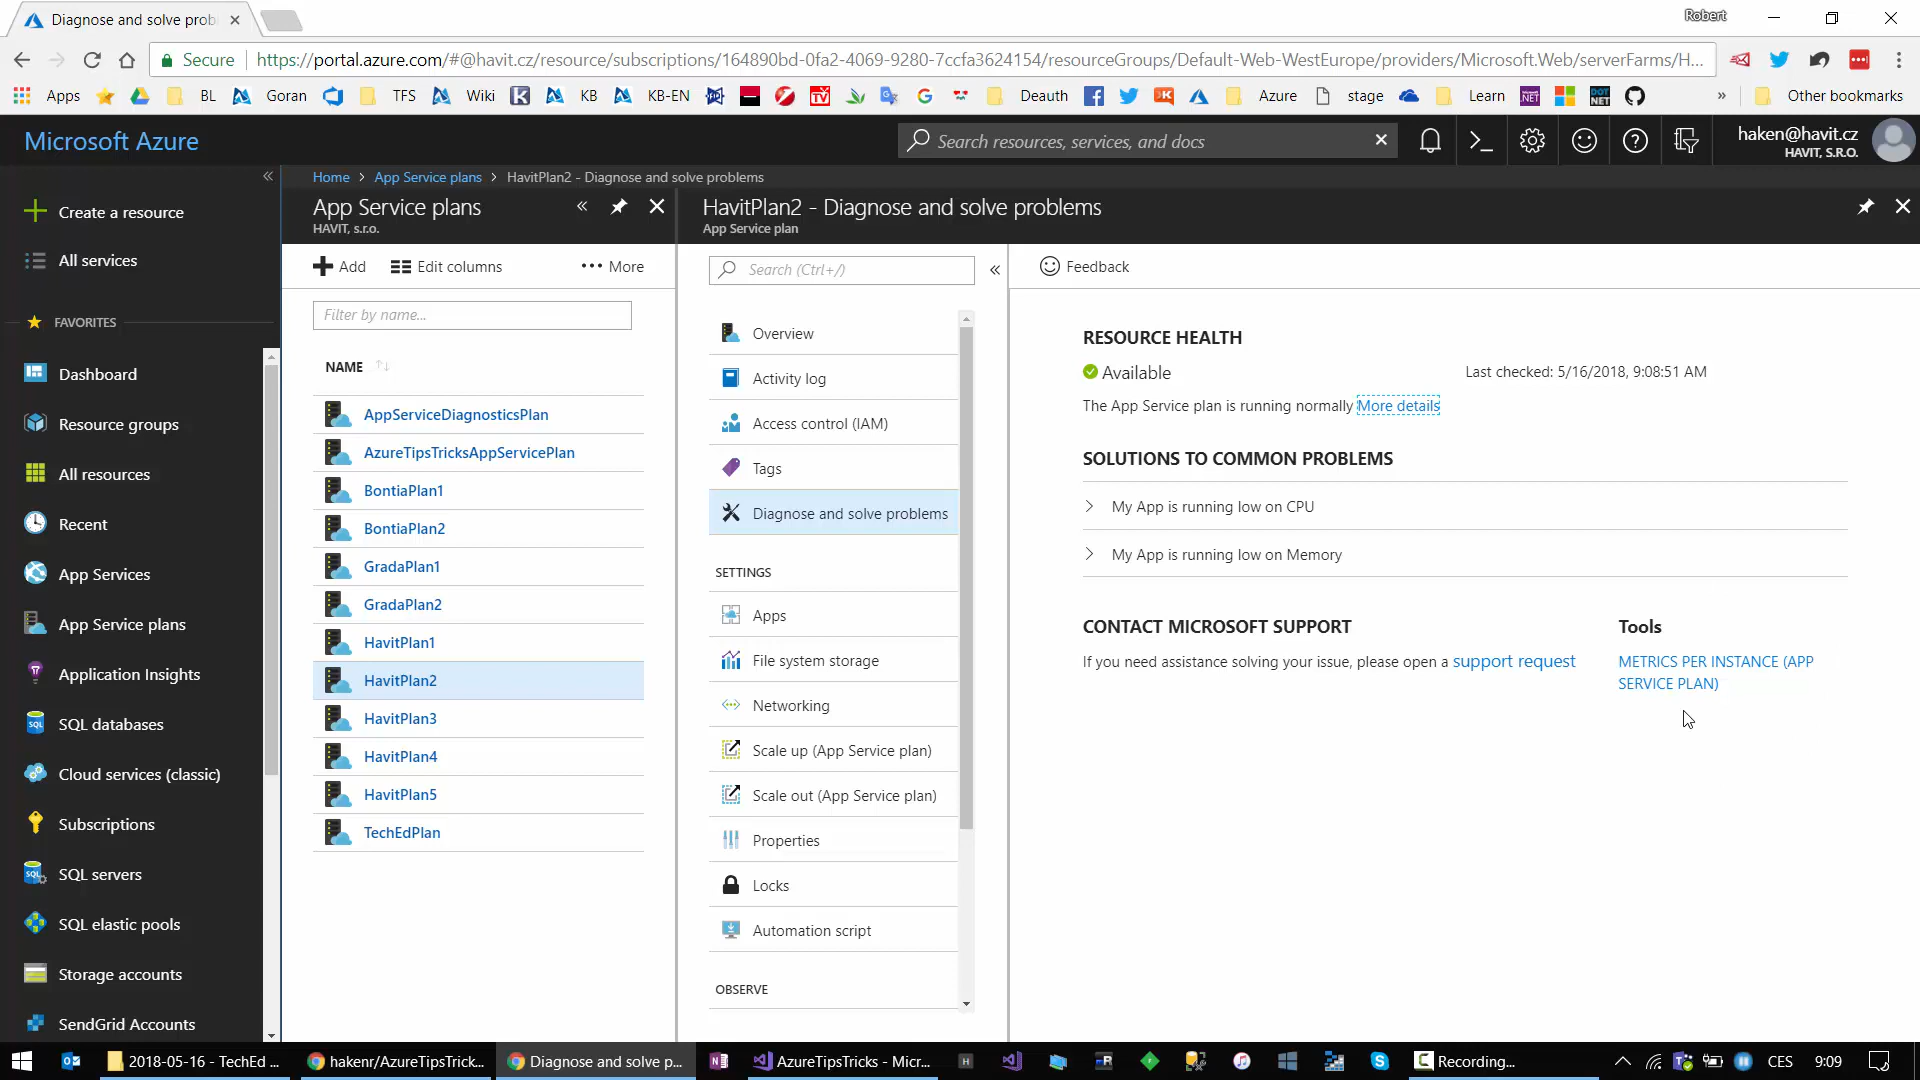 Diagnose and solve prob
Robert
Secure
https://portal.azure.com/#@havit.cz/resource/subscriptions/164890bd-0fa2-4069-9280-7ccfa3624154/resourceGroups/Default-Web-WestEurope/providers/Microsoft.Web/serverFarms/H...
Apps BL Goran TFS Wiki KB KB-EN Deauth Azure stage Learn » Other bookmarks
Microsoft Azure
Search resources, services, and docs
haken@havit.cz
HAVIT, S.R.O.
Create a resource
All services
FAVORITES
Dashboard
Resource groups
All resources
Recent
App Services
App Service plans
Application Insights
SQL databases
Cloud services (classic)
Subscriptions
SQL servers
SQL elastic pools
Storage accounts
SendGrid Accounts
Home > App Service plans > HavitPlan2 - Diagnose and solve problems
App Service plans
HAVIT, s.r.o.
Add Edit columns More
Filter by name...
NAME
AppServiceDiagnosticsPlan
AzureTipsTricksAppServicePlan
BontiaPlan1
BontiaPlan2
GradaPlan1
GradaPlan2
HavitPlan1
HavitPlan2
HavitPlan3
HavitPlan4
HavitPlan5
TechEdPlan
HavitPlan2 - Diagnose and solve problems
App Service plan
Search (Ctrl+/)
Overview
Activity log
Access control (IAM)
Tags
Diagnose and solve problems
SETTINGS
Apps
File system storage
Networking
Scale up (App Service plan)
Scale out (App Service plan)
Properties
Locks
Automation script
OBSERVE
Feedback
RESOURCE HEALTH
Available
Last checked: 5/16/2018, 9:08:51 AM
The App Service plan is running normally More details
SOLUTIONS TO COMMON PROBLEMS
My App is running low on CPU
My App is running low on Memory
CONTACT MICROSOFT SUPPORT
If you need assistance solving your issue, please open a support request
Tools
METRICS PER INSTANCE (APP
SERVICE PLAN)
2018-05-16 - TechEd ...
hakenr/AzureTipsTrick...
Diagnose and solve p...
AzureTipsTricks - Micr...
Recording...
CES
9:09